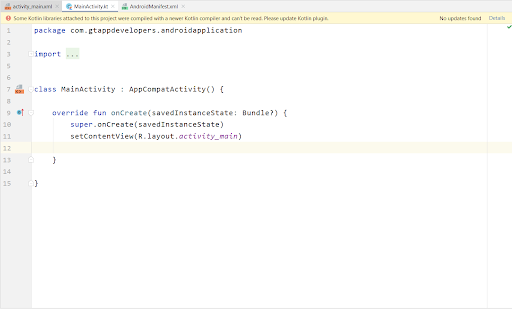 activity_main.xml MainActivity.kt AndroidManifest.xml
Some Kotlin libraries attached to this project were compiled with a newer Kotlin compiler and can't be read. Please update Kotlin plugin. No updates found Details
1 package com.gtappdevelopers.androidapplication
2
3 import ...
5
6
7 class MainActivity : AppCompatActivity() {
8
9 override fun onCreate(savedInstanceState: Bundle?) {
10 super.onCreate(savedInstanceState)
11 setContentView(R.layout.activity_main)
12
13 }
14
15 }